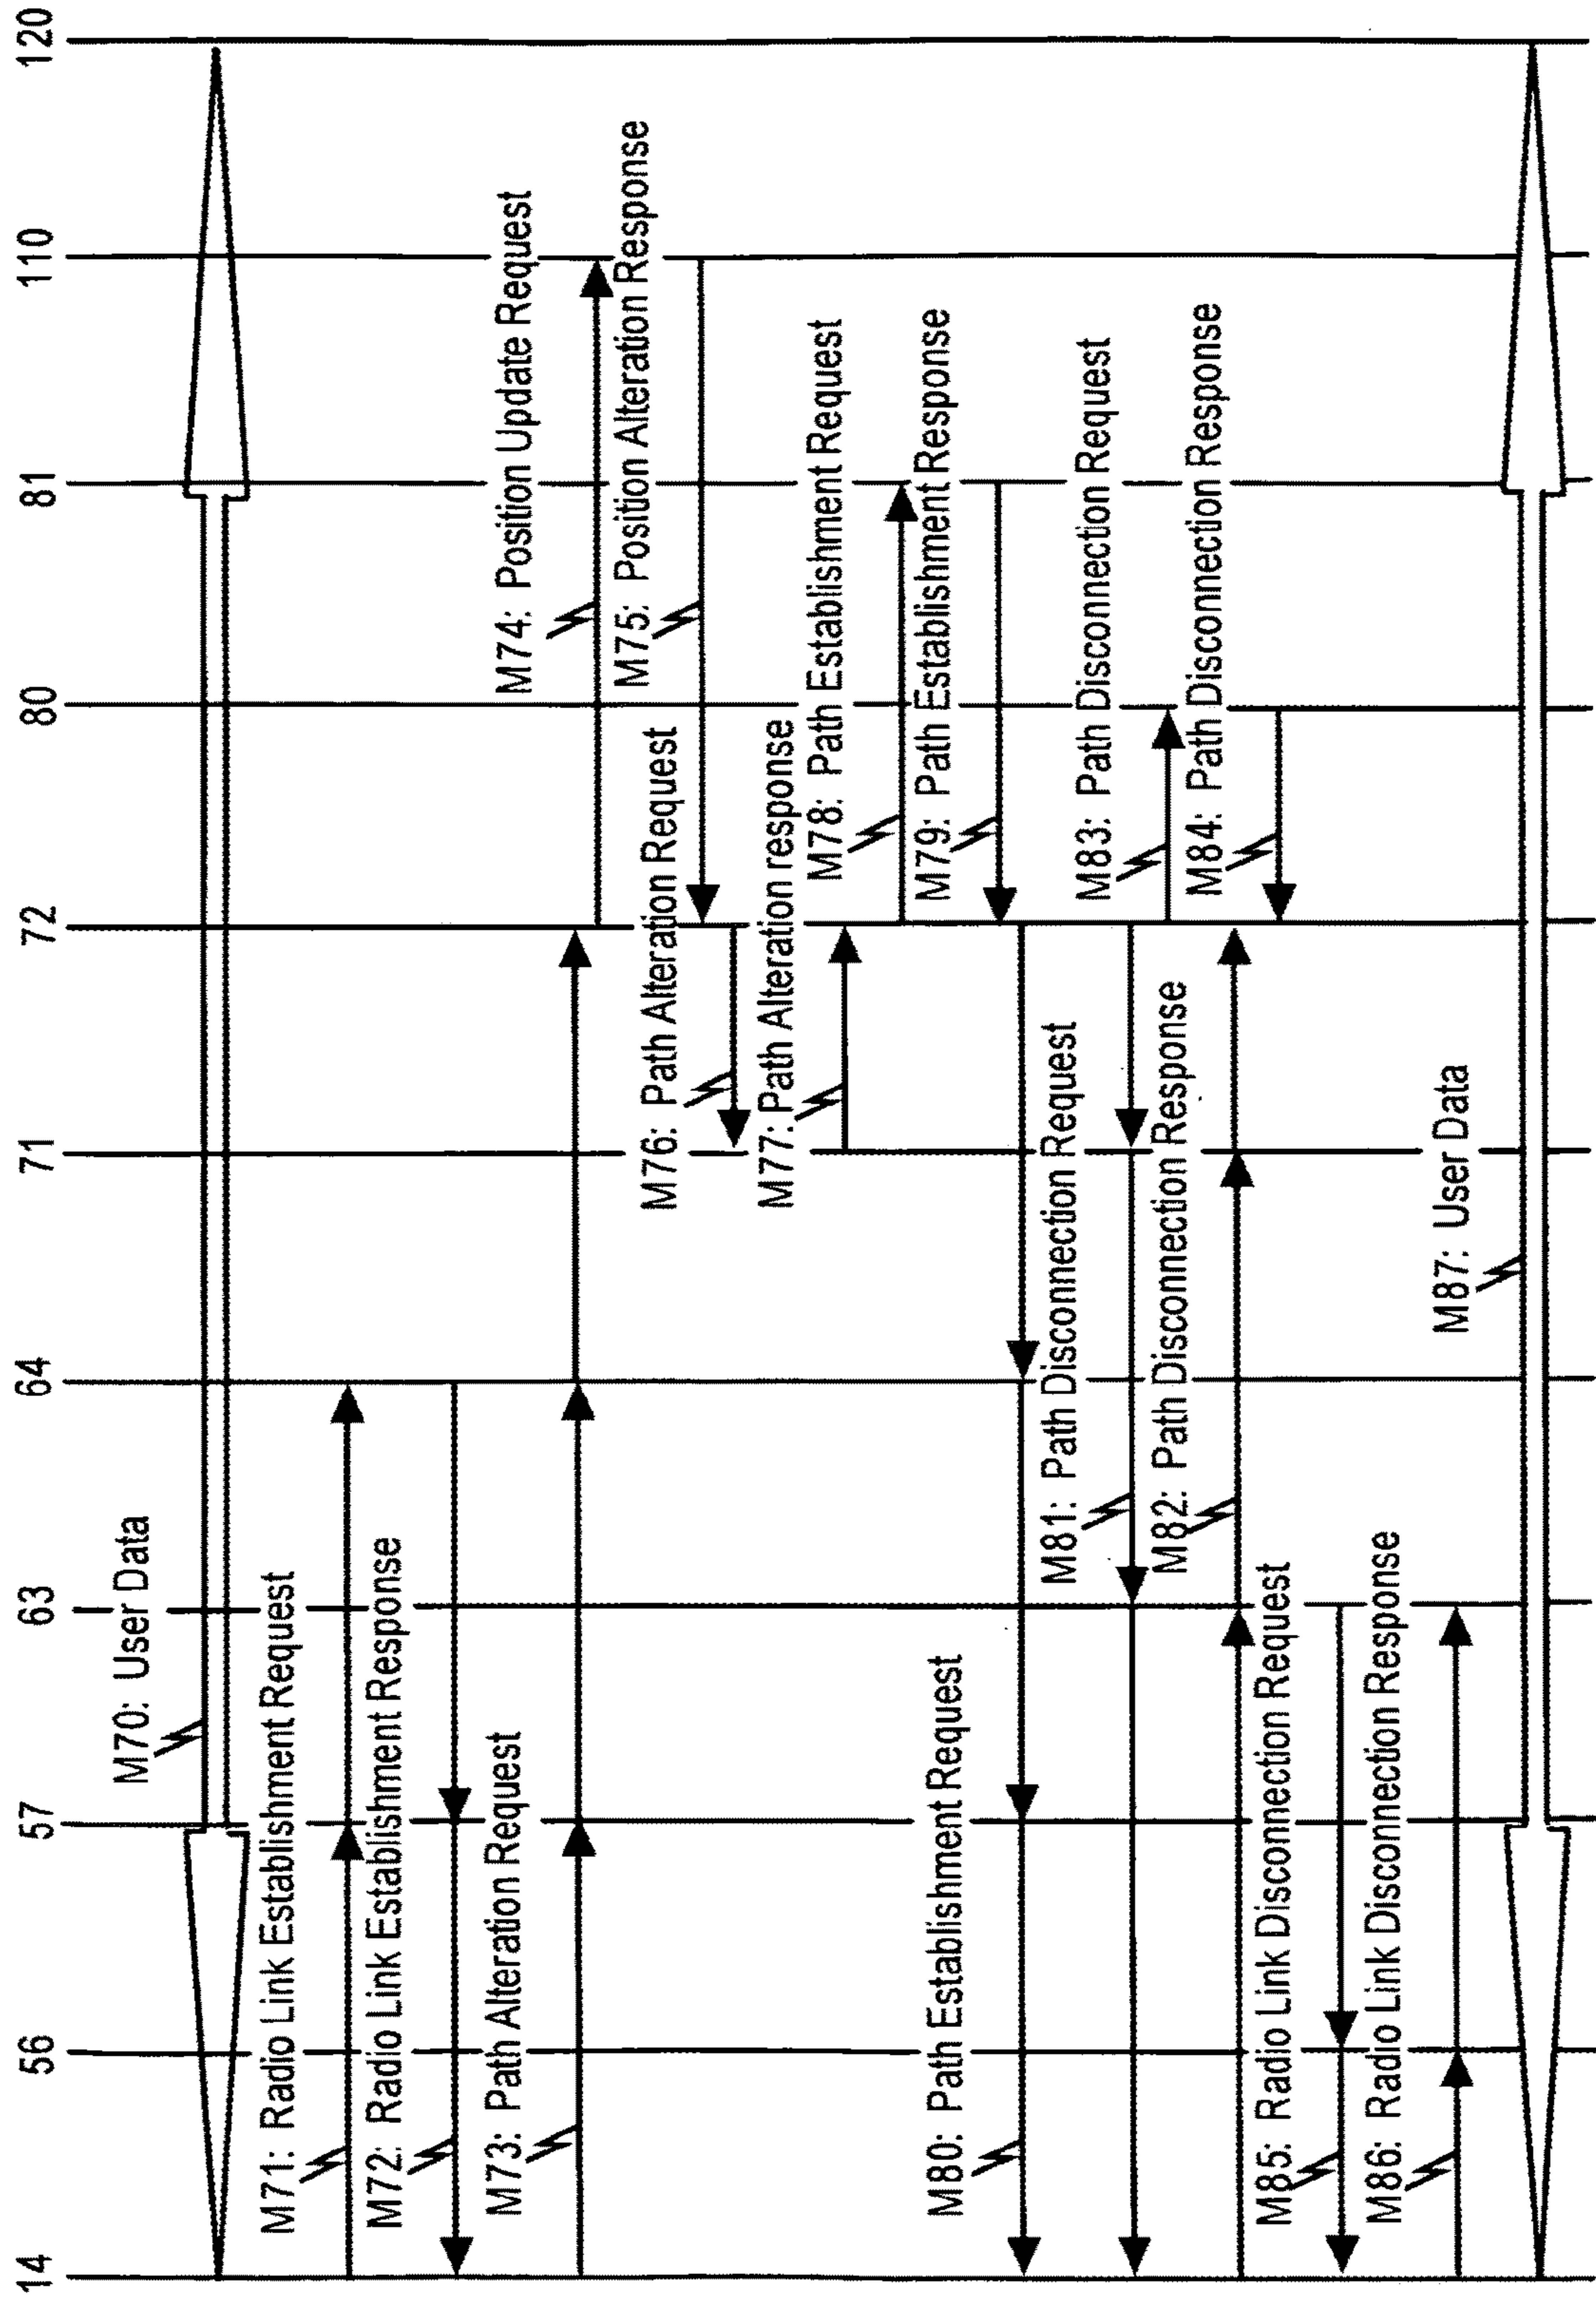 14 56 57 63 64 71 72 80 81 110 120
M70: User Data
M71: Radio Link Establishment Request
M72: Radio Link Establishment Response
M73: Path Alteration Request
M74: Position Update Request
M75: Position Alteration Response
M76: Path Alteration Request
M77: Path Alteration response
M78: Path Establishment Request
M79: Path Establishment Response
M80: Path Establishment Request
M81: Path Disconnection Request
M82: Path Disconnection Response
M83: Path Disconnection Request
M84: Path Disconnection Response
M85: Radio Link Disconnection Request
M86: Radio Link Disconnection Response
M87: User Data